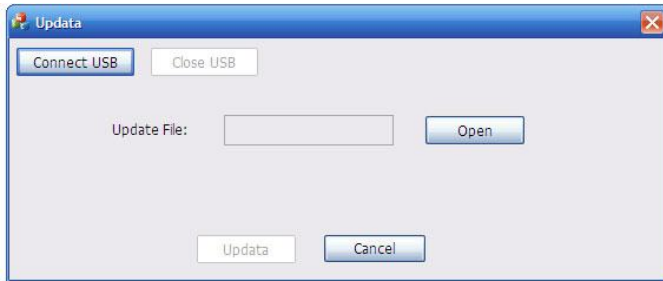 Updata
Connect USB Close USB
Update File: Open
Updata Cancel